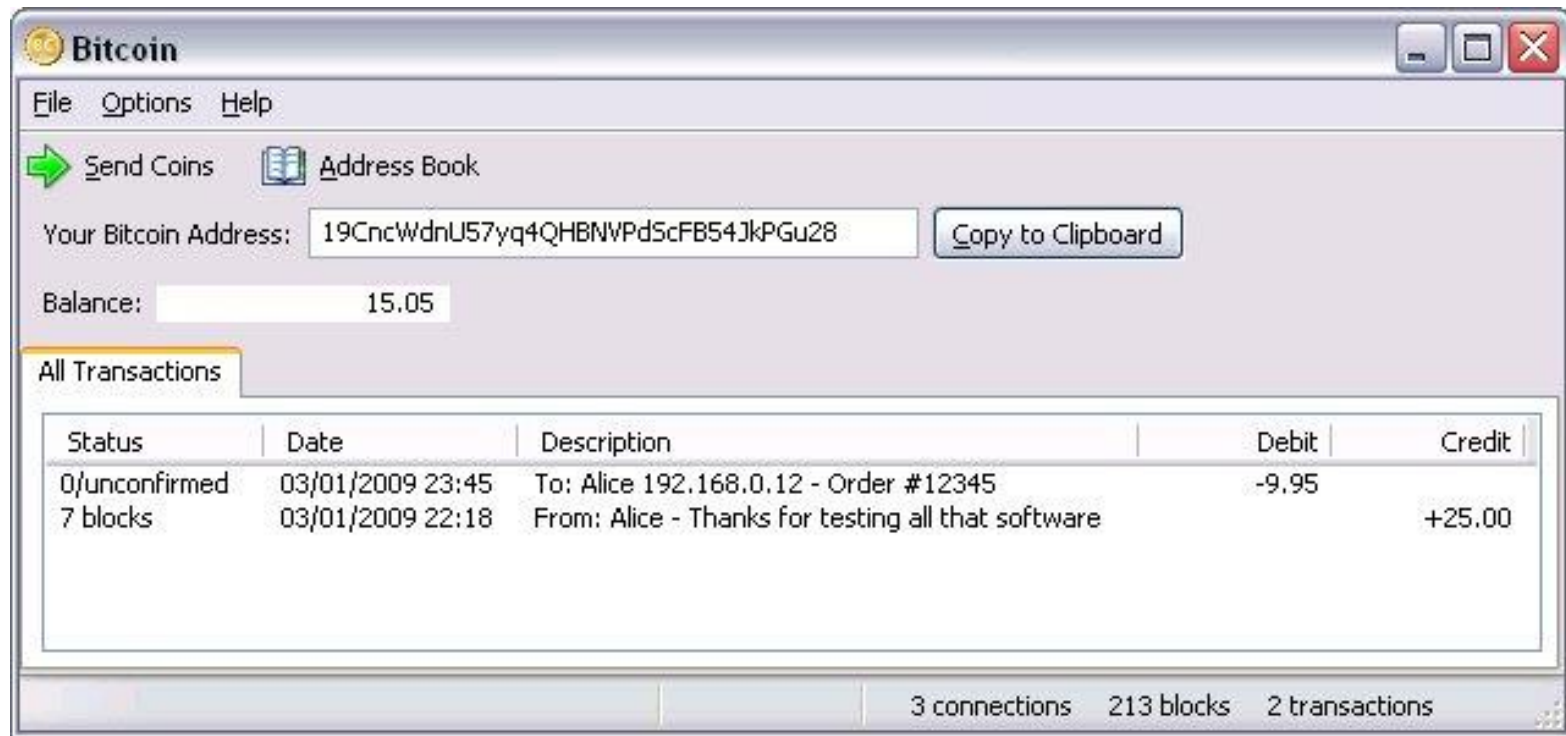 Bitcoin
File Options Help
Send Coins Address Book
Your Bitcoin Address: 19CncWdnU57yq4QHBNVPdScFB54JkPGu28 Copy to Clipboard
Balance: 15.05
All Transactions
Status Date Description Debit Credit
0/unconfirmed 03/01/2009 23:45 To: Alice 192.168.0.12 - Order #12345 -9.95
7 blocks 03/01/2009 22:18 From: Alice - Thanks for testing all that software +25.00
3 connections 213 blocks 2 transactions